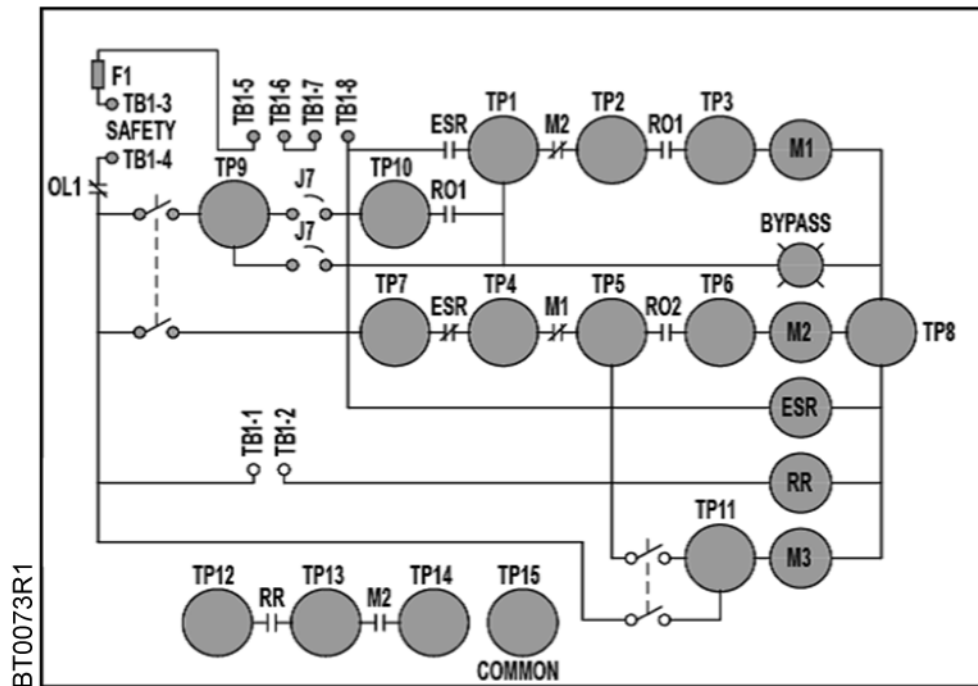 F1
TB1-3
SAFETY
TB1-4
OL1
TB1-5
TB1-6
TB1-7
TB1-8
ESR
TP1
M2
TP2
RO1
TP3
M1
TP9
J7
TP10
RO1
J7
BYPASS
TP7
ESR
TP4
M1
TP5
RO2
TP6
M2
TP8
ESR
TB1-1
TB1-2
RR
TP11
M3
TP12
RR
TP13
M2
TP14
TP15
COMMON
BT0073R1